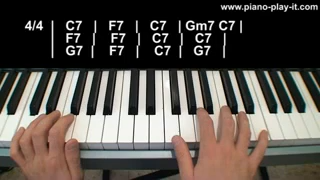 www.piano-play-it.com
4/4 | C7 | F7 | C7 | Gm7 C7 |
| F7 | F7 | C7 | C7 |
| G7 | F7 | C7 | G7 |